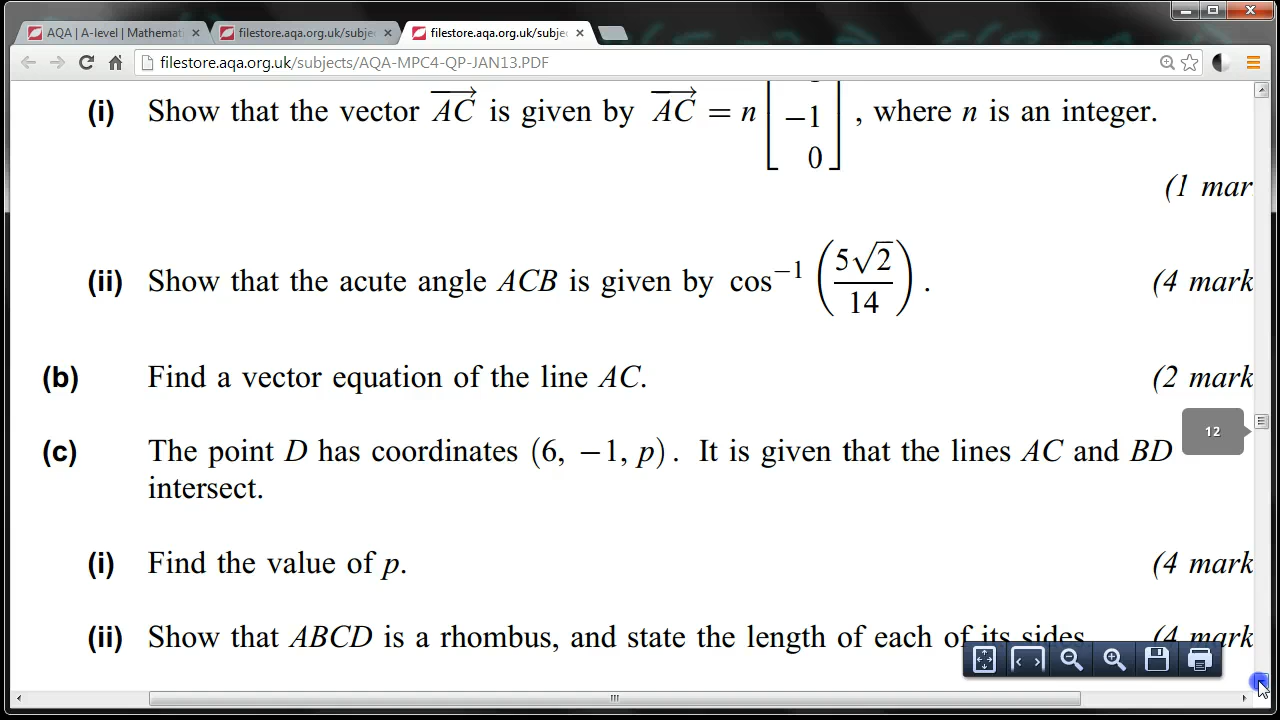 AQA | A-level | Mathemat
filestore.aqa.org.uk/subje
filestore.aqa.org.uk/subje
filestore.aqa.org.uk/subjects/AQA-MPC4-QP-JAN13.PDF
(i) Show that the vector \overrightarrow{AC} is given by \overrightarrow{AC} = n [ −1 0 ] , where n is an integer.
(1 mar
(ii) Show that the acute angle ACB is given by cos⁻¹ (5√2/14) . (4 mark
(b) Find a vector equation of the line AC. (2 mark
(c) The point D has coordinates (6, −1, p) . It is given that the lines AC and BD
intersect.
12
(i) Find the value of p. (4 mark
(ii) Show that ABCD is a rhombus, and state the length of each of its sides. (4 mark